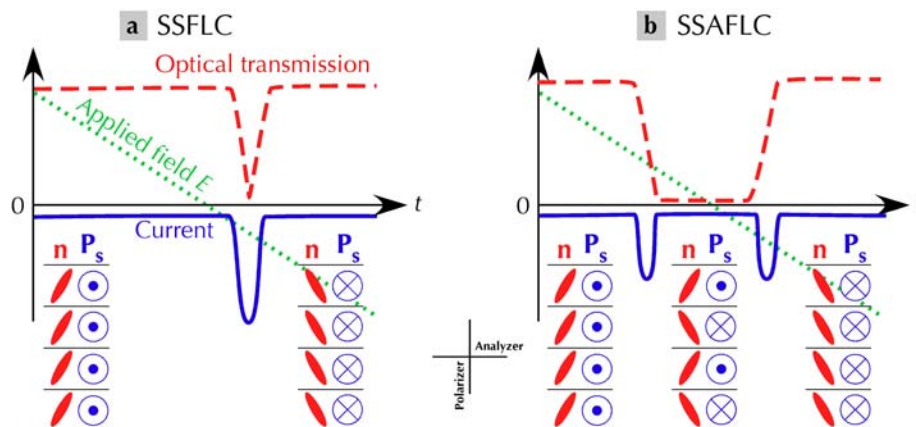 a SSFLC
Optical transmission
Applied field E
0
t
Current
n Ps
n Ps
Analyzer
Polarizer
b SSAFLC
0
t
n Ps
n Ps
n Ps